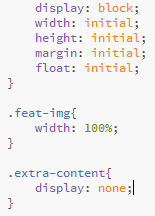 display: block;
width: initial;
height: initial;
margin: initial;
float: initial;
}
.feat-img{
width: 100%;
}
.extra-content{
display: none;
}